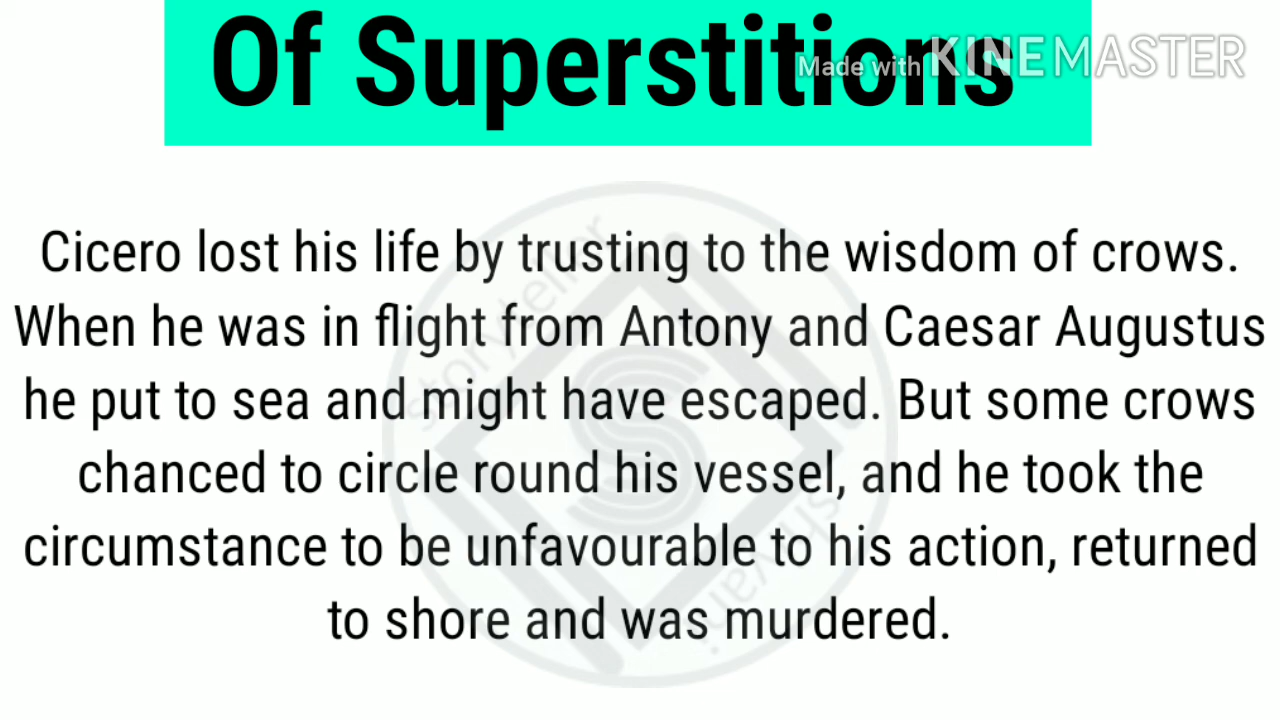 Of Superstitions
Made with KINEMASTER
Cicero lost his life by trusting to the wisdom of crows.
When he was in flight from Antony and Caesar Augustus
he put to sea and might have escaped. But some crows
chanced to circle round his vessel, and he took the
circumstance to be unfavourable to his action, returned
to shore and was murdered.
Storyteller
Shivani